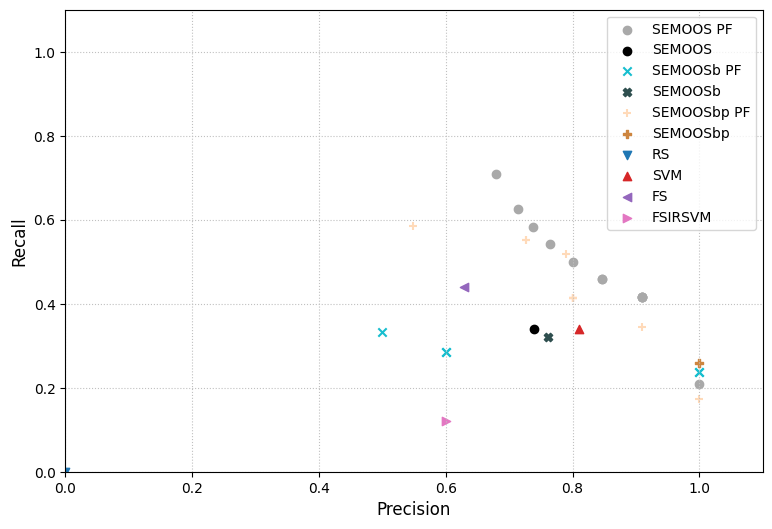 SEMOOS PF
SEMOOS
SEMOOSb PF
SEMOOSb
SEMOOSbp PF
SEMOOSbp
RS
SVM
FS
FSIRSVM
1.0
0.8
0.6
0.4
0.2
0.0
Recall
0.0 0.2 0.4 0.6 0.8 1.0
Precision